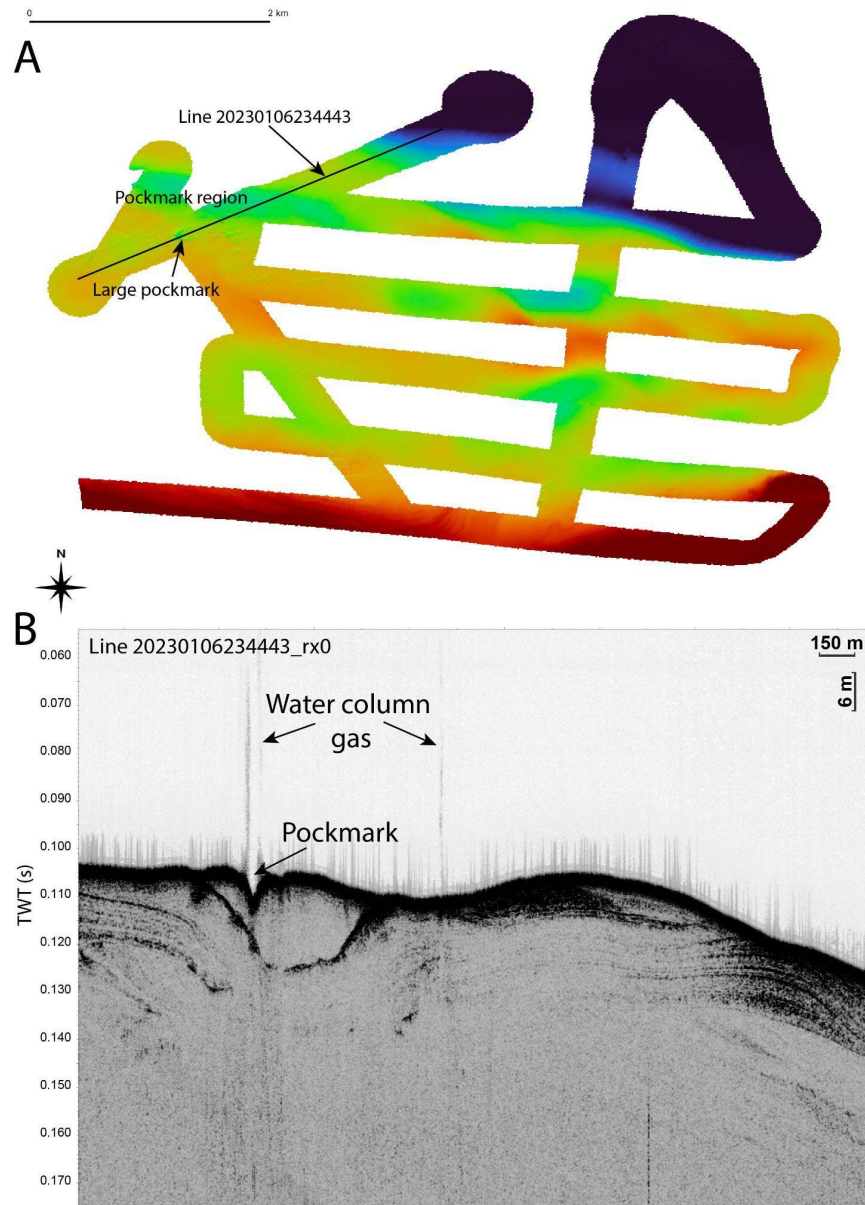 0
2 km
A
Line 20230106234443
Pockmark region
Large pockmark
N
B
Line 20230106234443_rx0
150 m
6 m
0.060
0.070
Water column
gas
0.080
0.090
0.100
Pockmark
TWT (s)
0.110
0.120
0.130
0.140
0.150
0.160
0.170